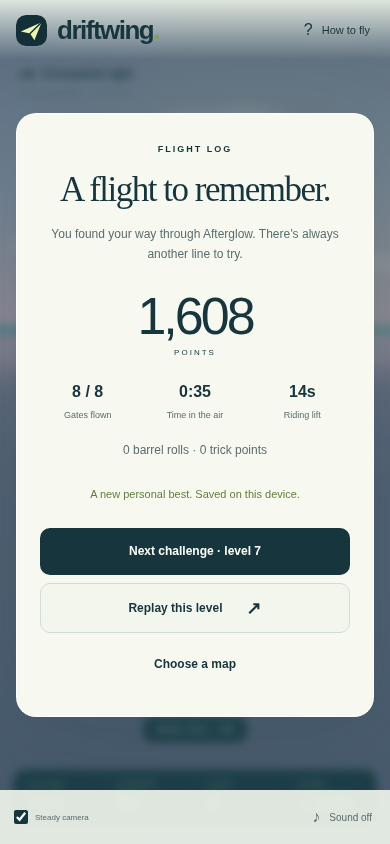 driftwing.
? How to fly
FLIGHT LOG
A flight to remember.
You found your way through Afterglow. There's always
another line to try.
1,608
POINTS
8 / 8
0:35
14s
Gates flown
Time in the air
Riding lift
0 barrel rolls · 0 trick points
A new personal best. Saved on this device.
Next challenge · level 7
Replay this level ↗
Choose a map
Steady camera
♪ Sound off